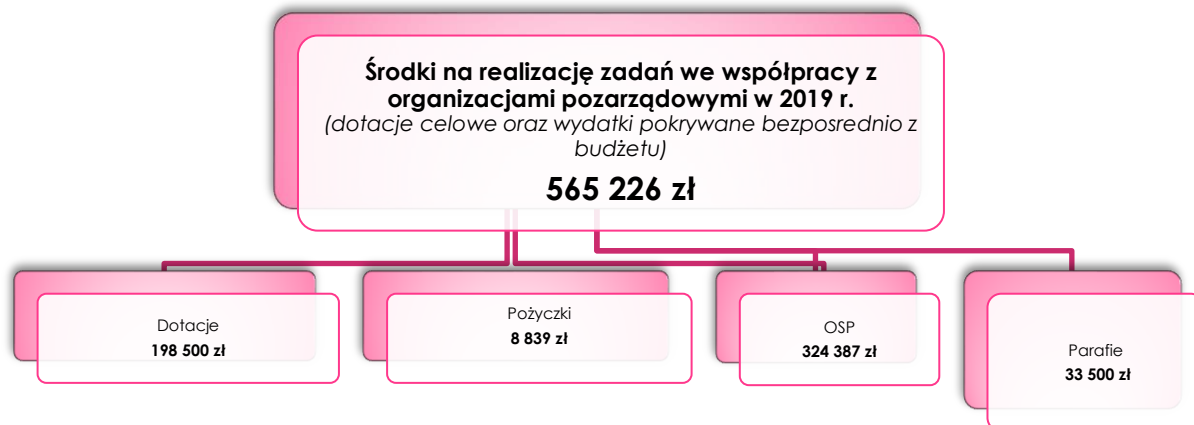 Środki na realizację zadań we współpracy z
organizacjami pozarządowymi w 2019 r.
(dotacje celowe oraz wydatki pokrywane bezposrednio z
budżetu)
565 226 zł
Dotacje
198 500 zł
Pożyczki
8 839 zł
OSP
324 387 zł
Parafie
33 500 zł